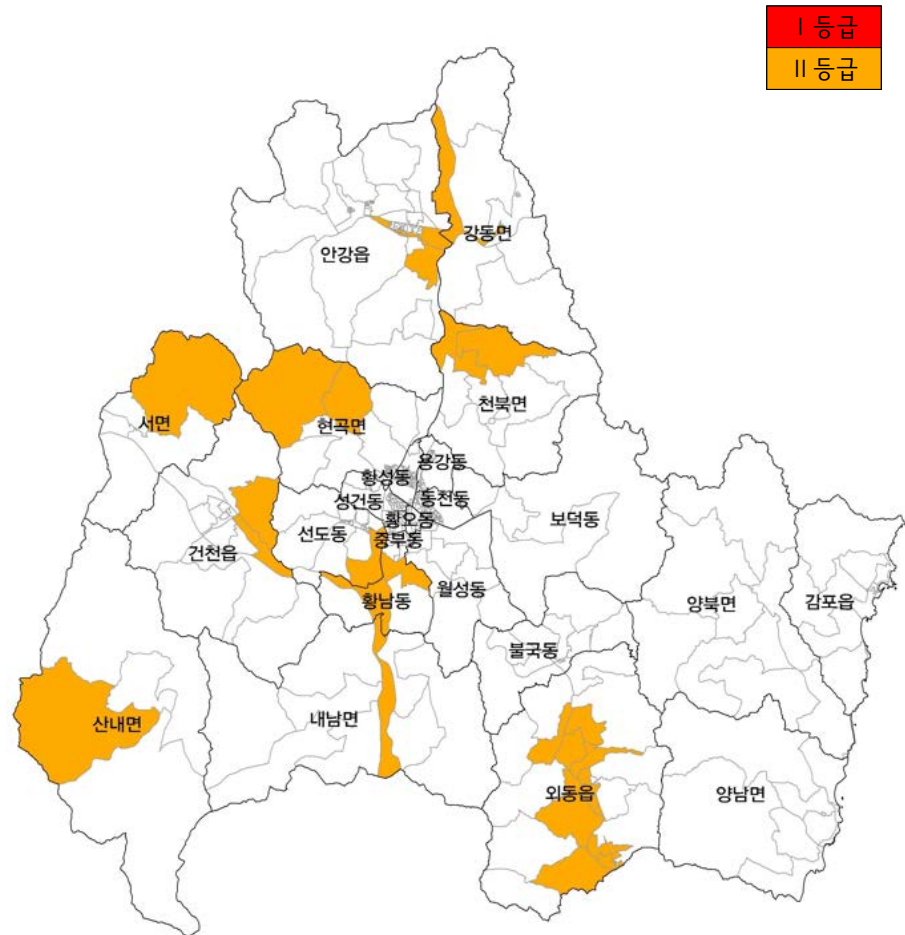 Ⅰ 등급
Ⅱ 등급
강동면
안강읍
천북면
서면
현곡면
용강동
황성동
성건동
동천동
황오동
선도동
중부동
보덕동
건천읍
황남동
월성동
양북면
감포읍
불국동
산내면
내남면
외동읍
양남면